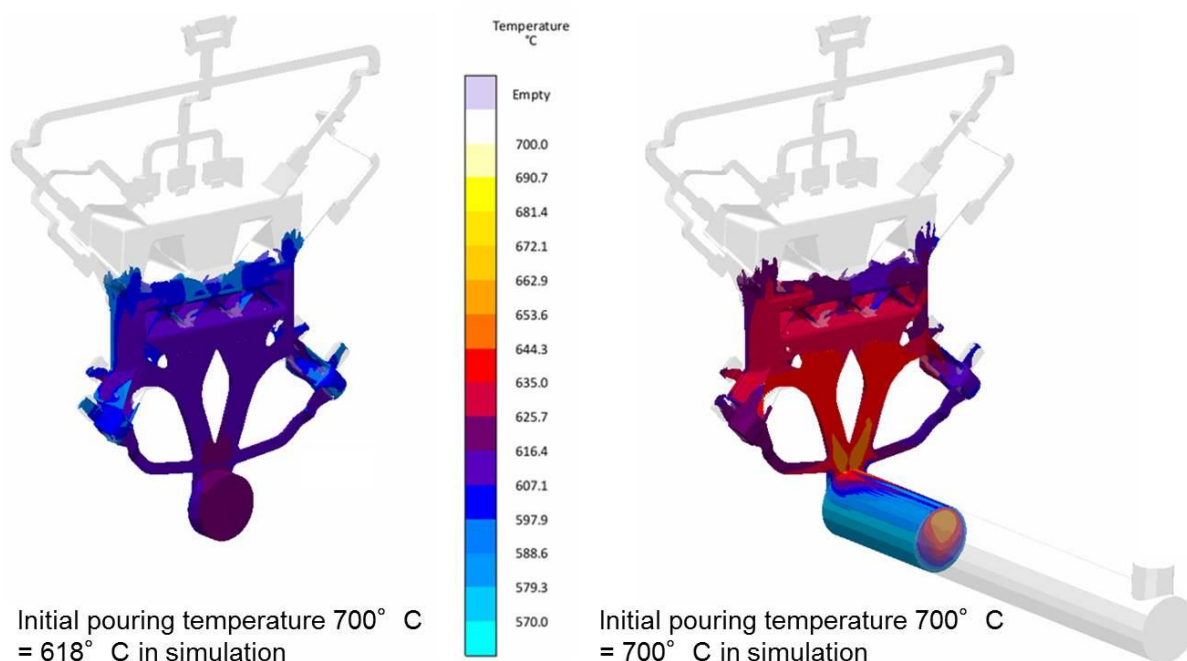 Temperature
°C
Empty
700.0
690.7
681.4
672.1
662.9
653.6
644.3
635.0
625.7
616.4
607.1
597.9
588.6
579.3
570.0
Initial pouring temperature 700° C
= 618° C in simulation
Initial pouring temperature 700° C
= 700° C in simulation